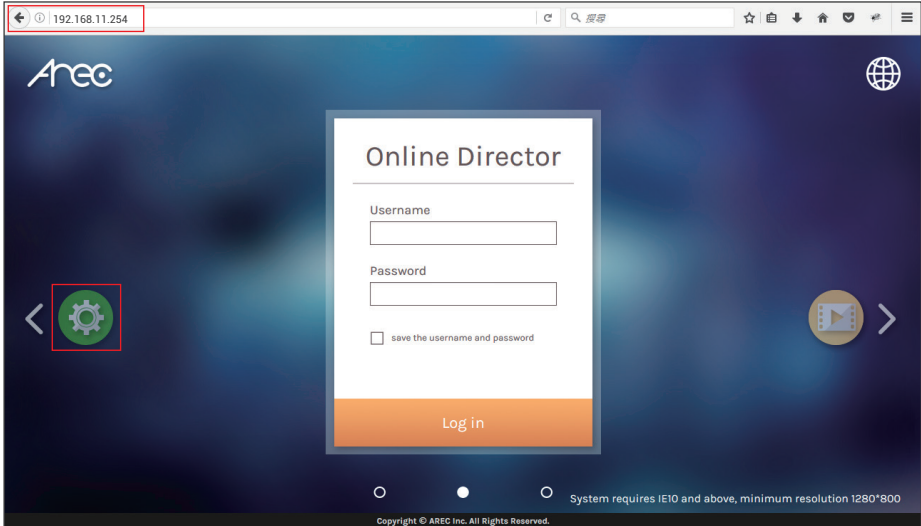 192.168.11.254
搜尋
Arec
Online Director
Username
Password
save the username and password
Log in
System requires IE10 and above, minimum resolution 1280*800
Copyright © AREC Inc. All Rights Reserved.